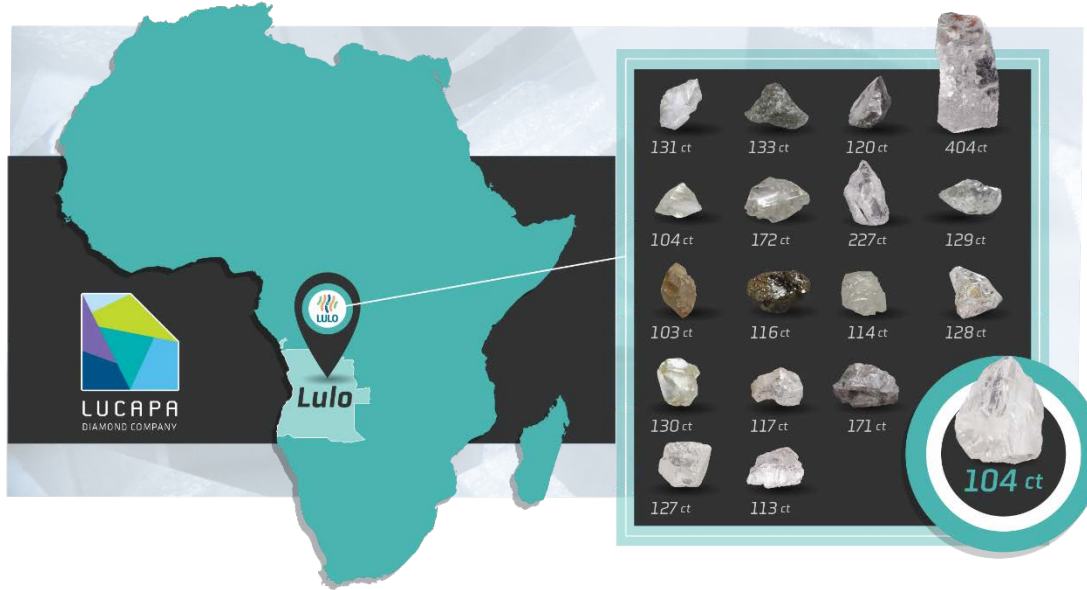 LUCAPA
DIAMOND COMPANY
LULO
Lulo
131 ct
133 ct
120 ct
404 ct
104 ct
172 ct
227 ct
129 ct
103 ct
116 ct
114 ct
128 ct
130 ct
117 ct
171 ct
127 ct
113 ct
104 ct